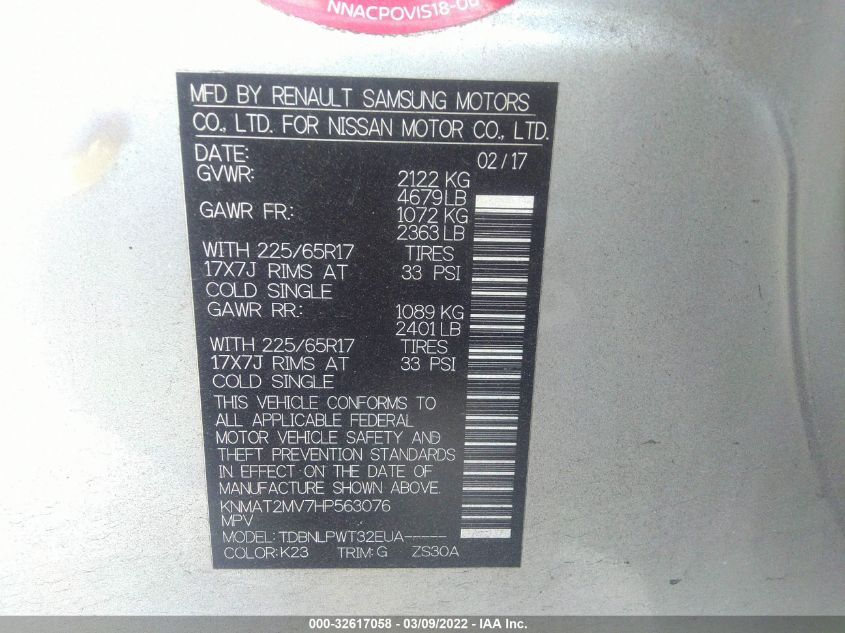 NNACPOVIS18-06
MFD BY RENAULT SAMSUNG MOTORS
CO., LTD. FOR NISSAN MOTOR CO., LTD.
DATE: 02/17
GVWR: 2122 KG
4679LB
GAWR FR.: 1072 KG
2363 LB
WITH 225/65R17 TIRES
17X7J RIMS AT 33 PSI
COLD SINGLE
GAWR RR.: 1089 KG
2401 LB
WITH 225/65R17 TIRES
17X7J RIMS AT 33 PSI
COLD SINGLE
THIS VEHICLE CONFORMS TO
ALL APPLICABLE FEDERAL
MOTOR VEHICLE SAFETY AND
THEFT PREVENTION STANDARDS
IN EFFECT ON THE DATE OF
MANUFACTURE SHOWN ABOVE.
KNMAT2MV7HP563076
MPV
MODEL: TDBNLPWT32EUA-----
COLOR: K23 TRIM: G ZS30A
000-32617058 - 03/09/2022 - IAA Inc.